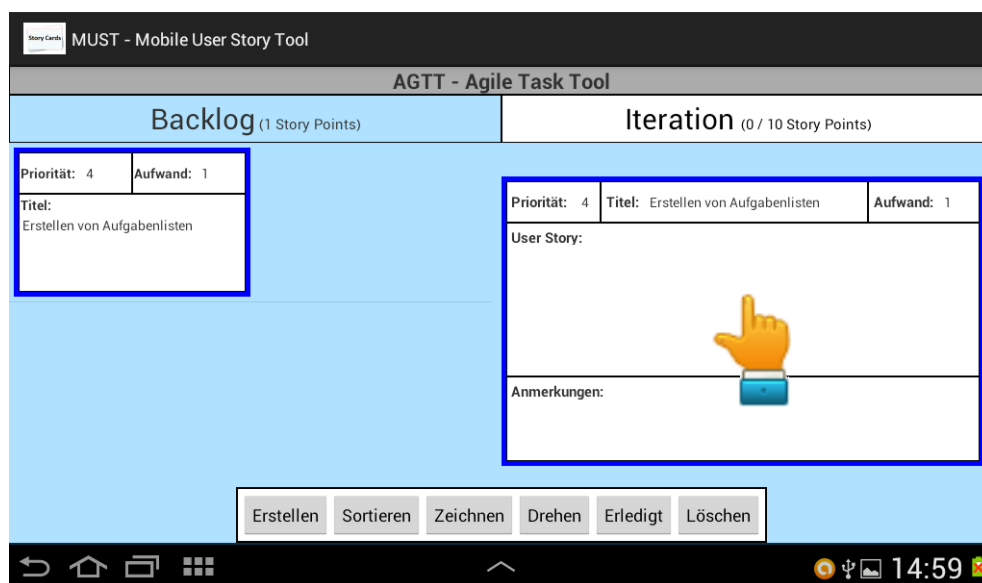 Story Cards
MUST - Mobile User Story Tool
AGTT - Agile Task Tool
Backlog (1 Story Points)
Iteration (0 / 10 Story Points)
Priorität: 4 Aufwand: 1
Titel:
Erstellen von Aufgabenlisten
Priorität: 4 Titel: Erstellen von Aufgabenlisten Aufwand: 1
User Story:
Anmerkungen:
Erstellen Sortieren Zeichnen Drehen Erledigt Löschen
14:59